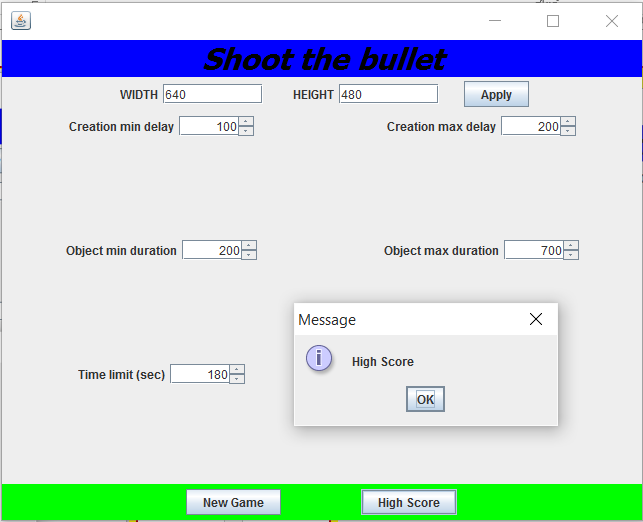 Shoot the bullet
WIDTH 640 HEIGHT 480 Apply
Creation min delay 100 Creation max delay 200
Object min duration 200 Object max duration 700
Message
High Score
Time limit (sec) 180
OK
New Game High Score